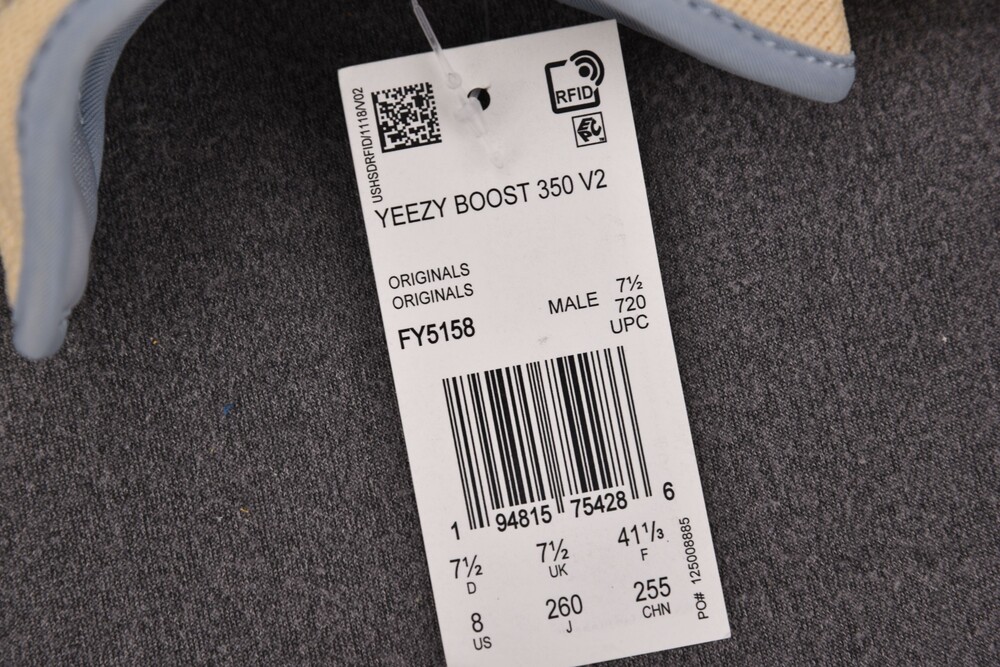 USHSDRFID/1118/V02
RFID
EPC
YEEZY BOOST 350 V2
ORIGINALS
ORIGINALS
FY5158
MALE
7½
720
UPC
1 94815 75428 6
7½ 7½ 41⅓
D UK F
8 260 255
US J CHN
PO# 125008885